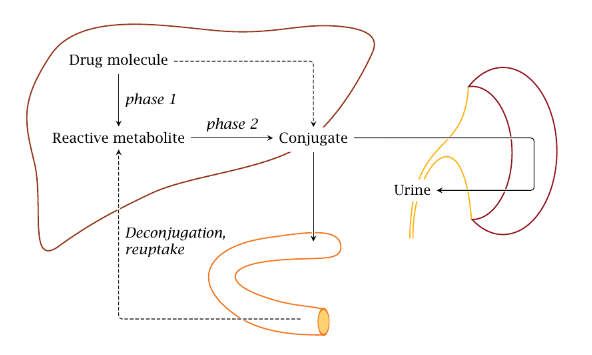 Drug molecule
phase 1
phase 2
Reactive metabolite
Conjugate
Urine
Deconjugation,
reuptake